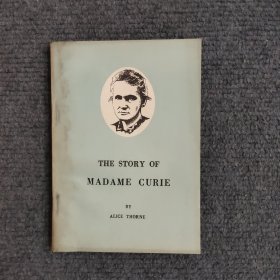 THE STORY OF
MADAME CURIE
BY
ALICE THORNE